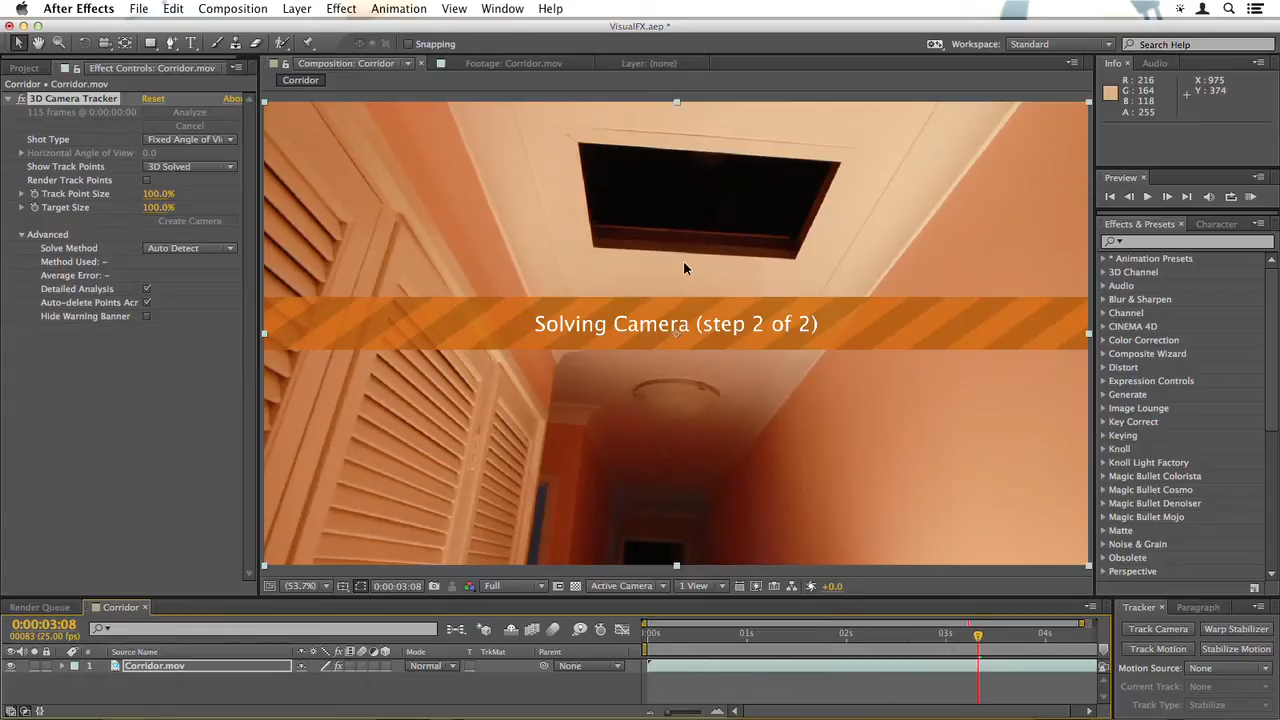 After Effects File Edit Composition Layer Effect Animation View Window Help
VisualFX.aep *
Snapping
Workspace: Standard
Search Help
Project Effect Controls: Corridor.mov
Corridor • Corridor.mov
fx 3D Camera Tracker Reset Abo
115 frames @ 0:00:00:00 Analyze
Cancel
Shot Type Fixed Angle of Vi
Horizontal Angle of View 0.0
Show Track Points 3D Solved
Render Track Points
Track Point Size 100.0%
Target Size 100.0%
Create Camera
Advanced
Solve Method Auto Detect
Method Used: –
Average Error: –
Detailed Analysis
Auto-delete Points Acr
Hide Warning Banner
Composition: Corridor Footage: Corridor.mov Layer: (none)
Corridor
Solving Camera (step 2 of 2)
(53.7%) 0:00:03:08 Full Active Camera 1 View +0.0
Info Audio
R : 216
G : 164
B : 118
A : 255
X : 975
Y : 374
Preview
Effects & Presets Character
* Animation Presets
3D Channel
Audio
Blur & Sharpen
Channel
CINEMA 4D
Color Correction
Composite Wizard
Distort
Expression Controls
Generate
Image Lounge
Key Correct
Keying
Knoll
Knoll Light Factory
Magic Bullet Colorista
Magic Bullet Cosmo
Magic Bullet Denoiser
Magic Bullet Mojo
Matte
Noise & Grain
Obsolete
Perspective
Render Queue Corridor
0:00:03:08
00083 (25.00 fps)
:00s 01s 02s 03s 04s
# Source Name Mode T TrkMat Parent
1 Corridor.mov fx Normal None
Tracker Paragraph
Track Camera Warp Stabilizer
Track Motion Stabilize Motion
Motion Source: None
Current Track: None
Track Type: Stabilize